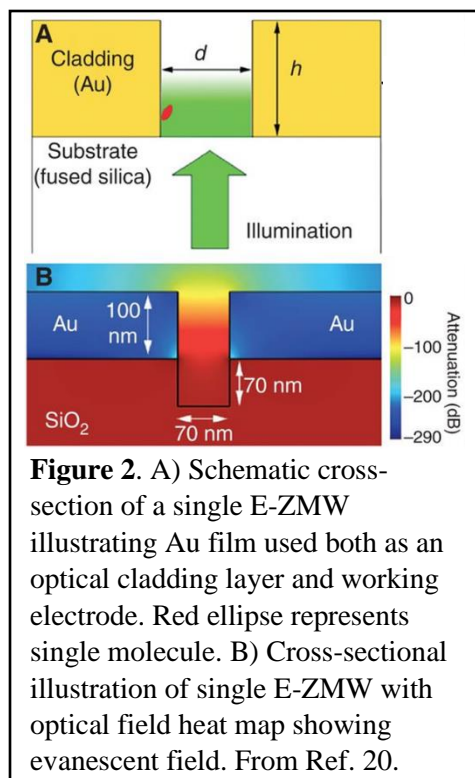 A
Cladding
(Au)
d
h
Substrate
(fused silica)
Illumination
B
Au
100
nm
Au
70 nm
SiO₂
70 nm
0
−100
−200
−290
Attenuation (dB)
Figure 2. A) Schematic cross-
section of a single E-ZMW
illustrating Au film used both as an
optical cladding layer and working
electrode. Red ellipse represents
single molecule. B) Cross-sectional
illustration of single E-ZMW with
optical field heat map showing
evanescent field. From Ref. 20.